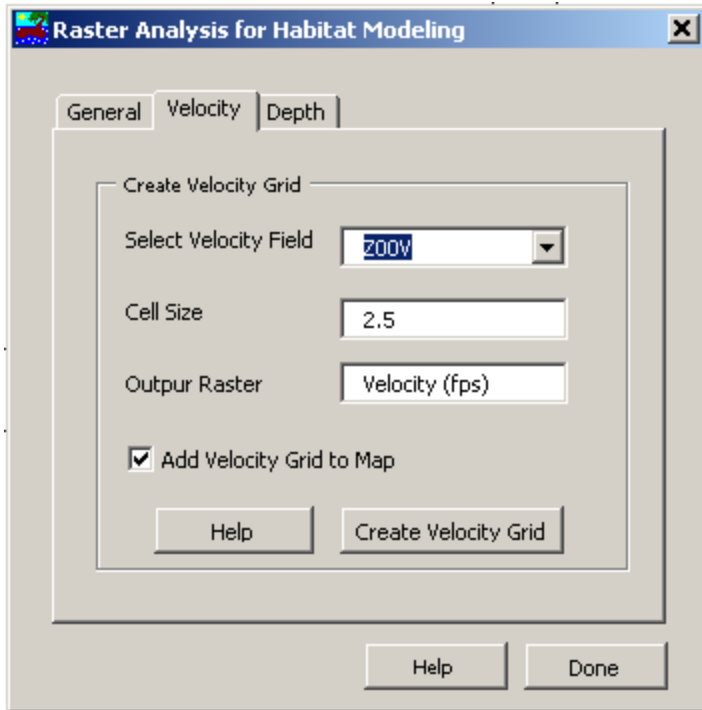 Raster Analysis for Habitat Modeling
General Velocity Depth
Create Velocity Grid
Select Velocity Field Z00V
Cell Size 2.5
Outpur Raster Velocity (fps)
Add Velocity Grid to Map
Help Create Velocity Grid
Help Done